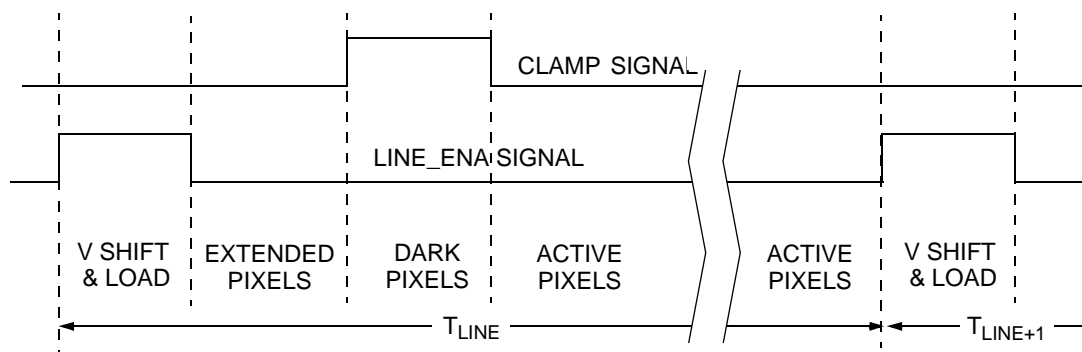 CLAMP SIGNAL
LINE_ENA SIGNAL
V SHIFT
& LOAD
EXTENDED
PIXELS
DARK
PIXELS
ACTIVE
PIXELS
ACTIVE
PIXELS
V SHIFT
& LOAD
TLINE
TLINE+1